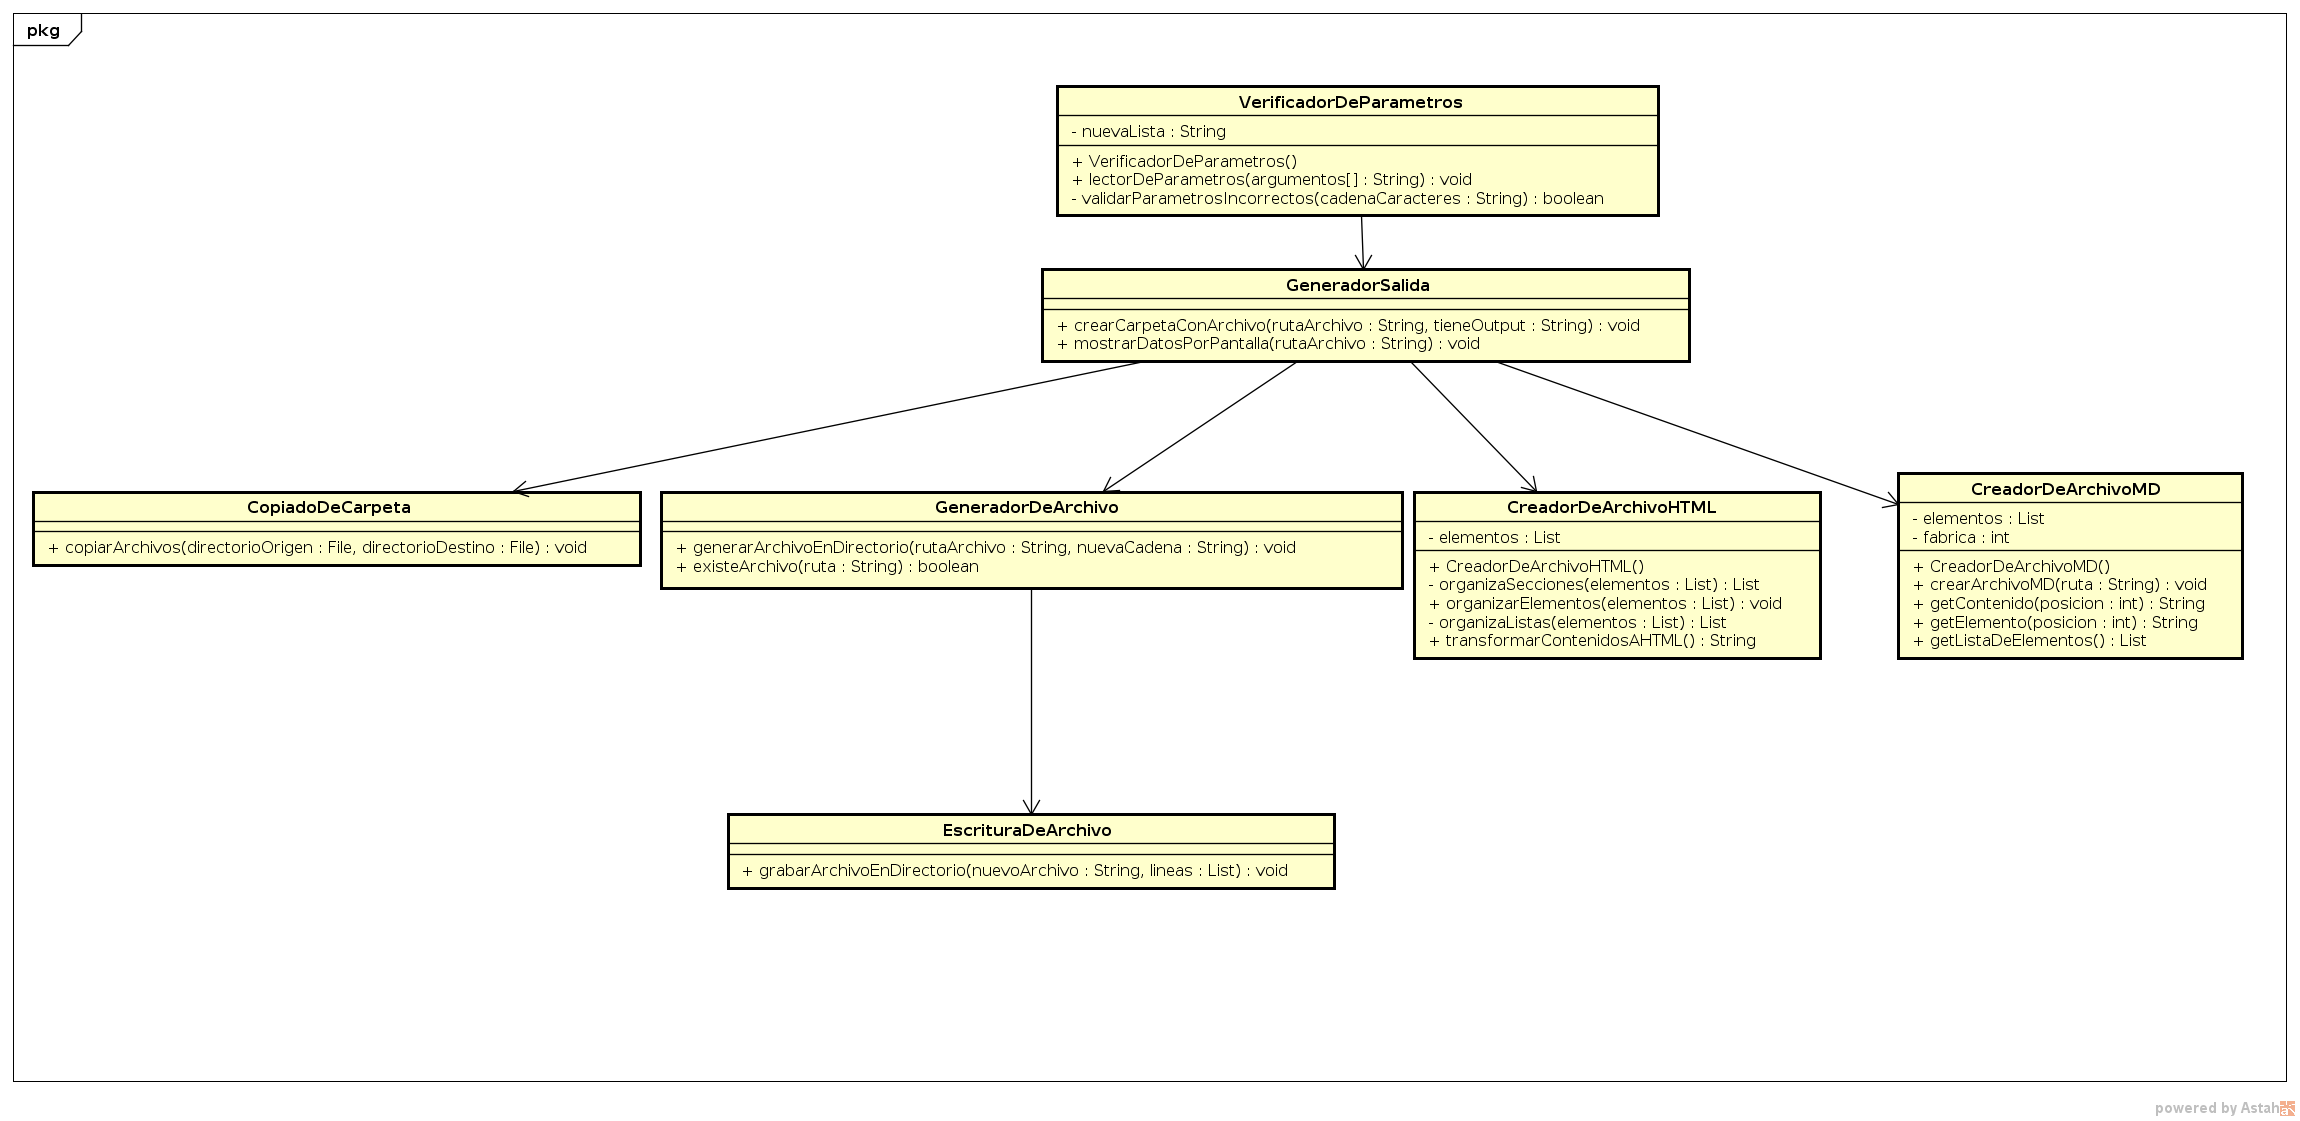 pkg
VerificadorDeParametros
- nuevaLista : String
+ VerificadorDeParametros()
+ lectorDeParametros(argumentos[] : String) : void
- validarParametrosIncorrectos(cadenaCaracteres : String) : boolean
GeneradorSalida
+ crearCarpetaConArchivo(rutaArchivo : String, tieneOutput : String) : void
+ mostrarDatosPorPantalla(rutaArchivo : String) : void
CopiadoDeCarpeta
+ copiarArchivos(directorioOrigen : File, directorioDestino : File) : void
GeneradorDeArchivo
+ generarArchivoEnDirectorio(rutaArchivo : String, nuevaCadena : String) : void
+ existeArchivo(ruta : String) : boolean
CreadorDeArchivoHTML
- elementos : List
+ CreadorDeArchivoHTML()
- organizaSecciones(elementos : List) : List
+ organizarElementos(elementos : List) : void
- organizaListas(elementos : List) : List
+ transformarContenidosAHTML() : String
CreadorDeArchivoMD
- elementos : List
- fabrica : int
+ CreadorDeArchivoMD()
+ crearArchivoMD(ruta : String) : void
+ getContenido(posicion : int) : String
+ getElemento(posicion : int) : String
+ getListaDeElementos() : List
EscrituraDeArchivo
+ grabarArchivoEnDirectorio(nuevoArchivo : String, lineas : List) : void
powered by Astah